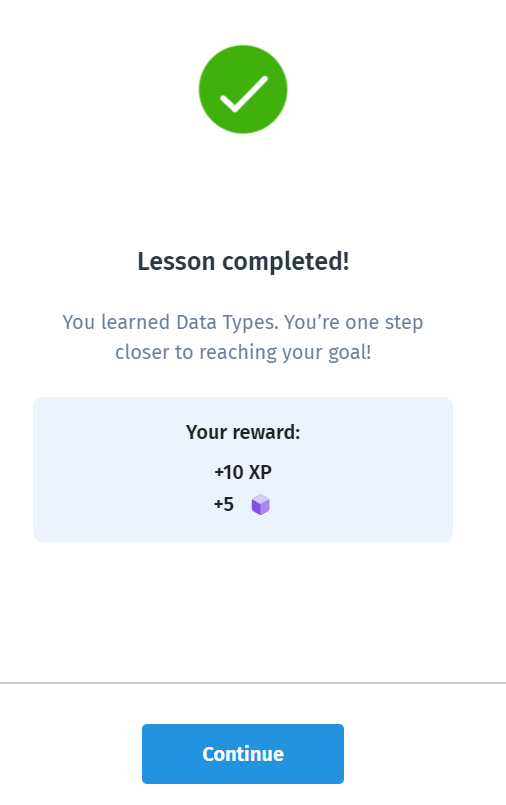 Lesson completed!
You learned Data Types. You’re one step
closer to reaching your goal!
Your reward:
+10 XP
+5
Continue